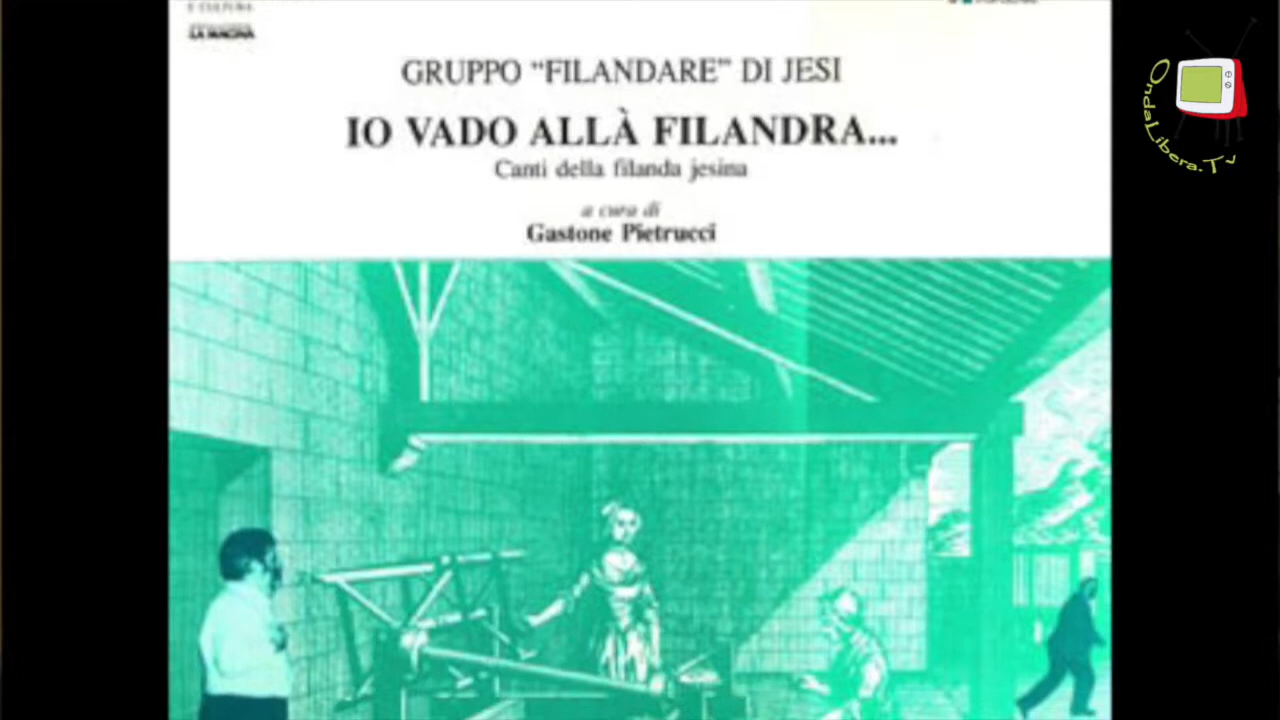 E CULTURA
LA MACINA
GRUPPO “FILANDARE” DI JESI
IO VADO ALLÀ FILANDRA...
Canti della filanda jesina
a cura di
Gastone Pietrucci
OndaLibera.Tv